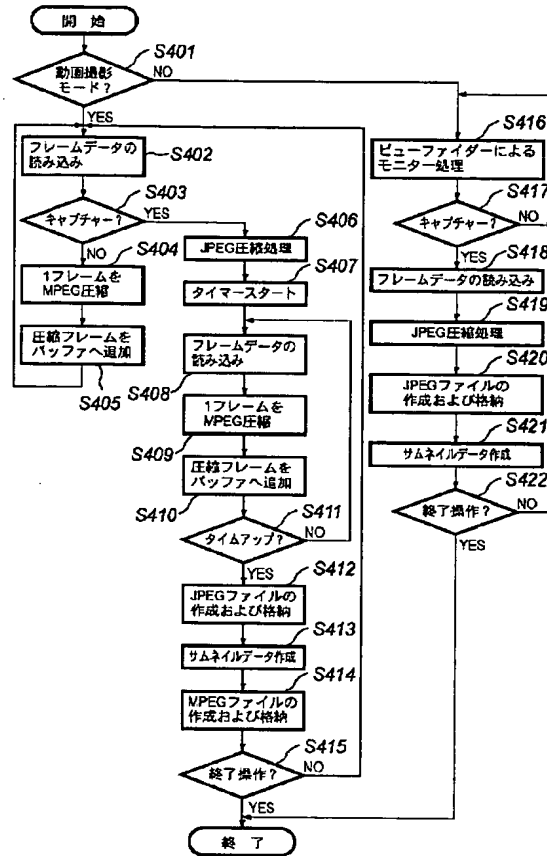 開始
S401
動画撮影
モード?
NO
YES
フレームデータの
読み込み
S402
S403
キャプチャー?
YES
NO
S404
1フレームを
MPEG圧縮
圧縮フレームを
バッファへ追加
S405
S406
JPEG圧縮処理
S407
タイマースタート
フレームデータの
読み込み
S408
1フレームを
MPEG圧縮
S409
圧縮フレームを
バッファへ追加
S410
S411
タイムアップ?
NO
YES
S412
JPEGファイルの
作成および格納
S413
サムネイルデータ作成
S414
MPEGファイルの
作成および格納
S415
終了操作?
NO
YES
終了
S416
ビューファイダーによる
モニター処理
S417
キャプチャー?
NO
YES
S418
フレームデータの読み込み
S419
JPEG圧縮処理
S420
JPEGファイルの
作成および格納
S421
サムネイルデータ作成
S422
終了操作?
NO
YES